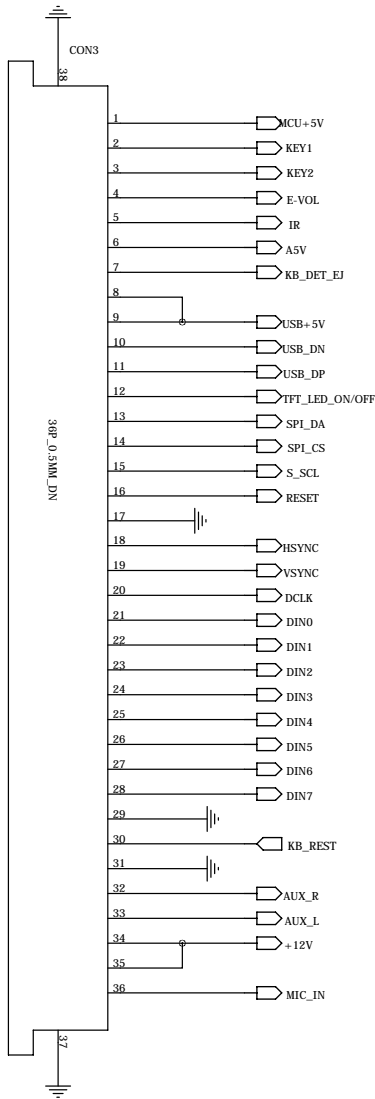 CON3
38
1 MCU+5V
2 KEY1
3 KEY2
4 E-VOL
5 IR
6 A5V
7 KB_DET_EJ
8
9 USB+5V
10 USB_DN
11 USB_DP
12 TFT_LED_ON/OFF
13 SPI_DA
14 SPI_CS
15 S_SCL
16 RESET
36P_0.5MM_DN
17
18 HSYNC
19 VSYNC
20 DCLK
21 DIN0
22 DIN1
23 DIN2
24 DIN3
25 DIN4
26 DIN5
27 DIN6
28 DIN7
29
30 KB_REST
31
32 AUX_R
33 AUX_L
34 +12V
35
36 MIC_IN
37